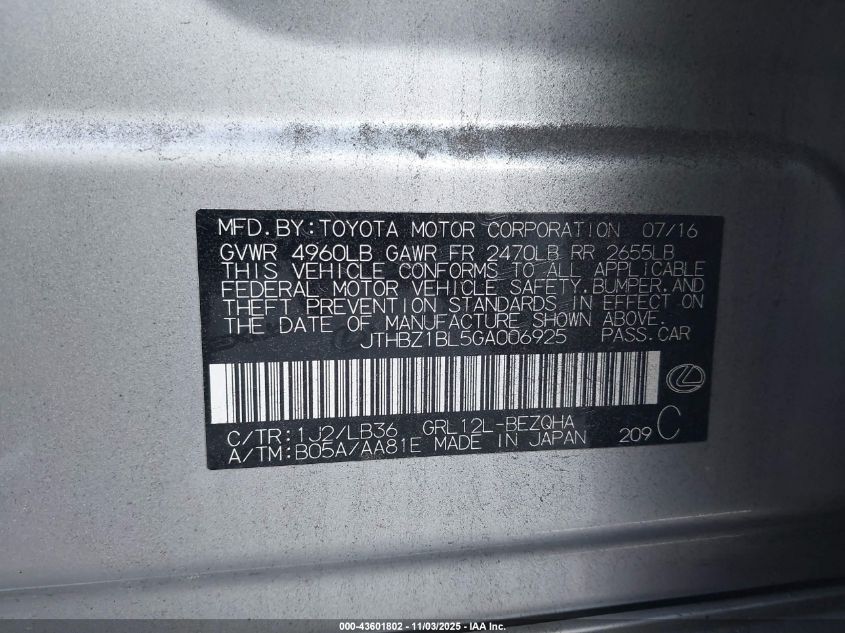 MFD.BY:TOYOTA MOTOR CORPORATION 07/16
GVWR 4960LB GAWR FR 2470LB RR 2655LB
THIS VEHICLE CONFORMS TO ALL APPLICABLE
FEDERAL MOTOR VEHICLE SAFETY.BUMPER.AND
THEFT PREVENTION STANDARDS IN EFFECT ON
THE DATE OF MANUFACTURE SHOWN ABOVE.
JTHBZ1BL5GA006925 PASS.CAR
C/TR:1J2/LB36 GRL12L-BEZQHA
A/TM:B05A/AA81E MADE IN JAPAN 209 C
000-43601802 - 11/03/2025 - IAA Inc.